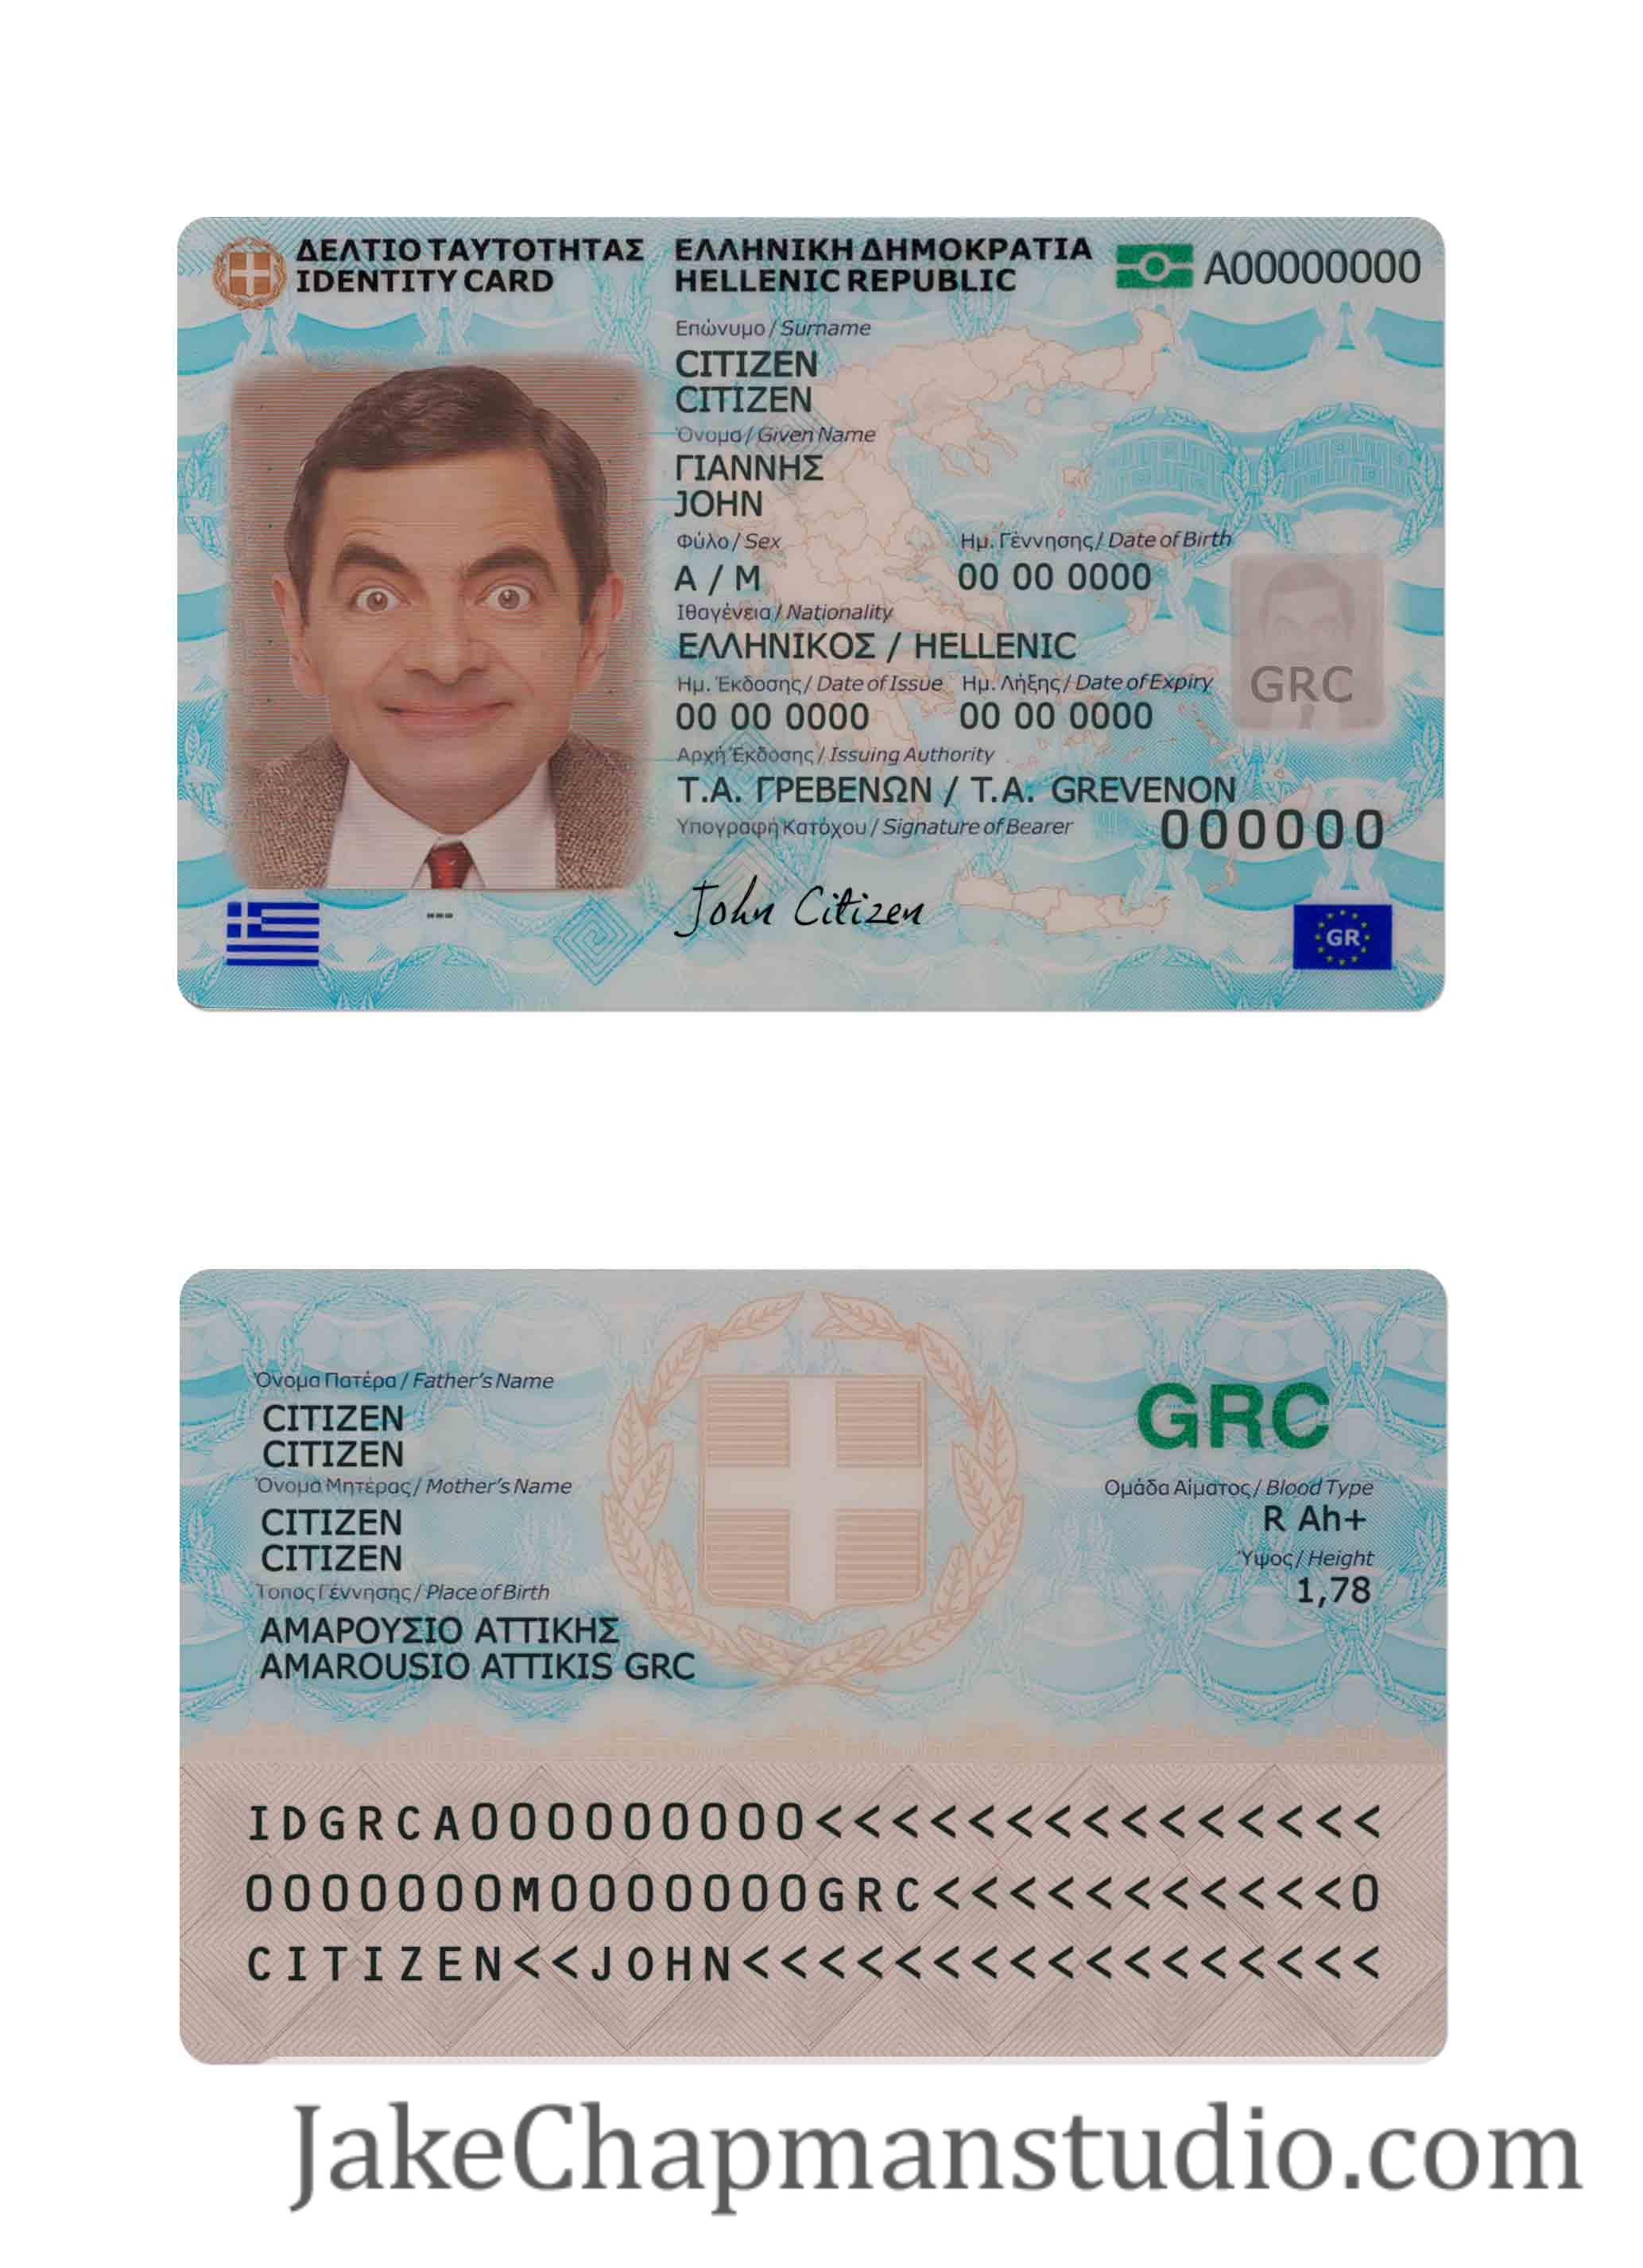 ΔΕΛΤΙΟ ΤΑΥΤΟΤΗΤΑΣ
IDENTITY CARD
ΕΛΛΗΝΙΚΗ ΔΗΜΟΚΡΑΤΙΑ
HELLENIC REPUBLIC
A00000000
Επώνυμο / Surname
CITIZEN
CITIZEN
Όνομα / Given Name
ΓΙΑΝΝΗΣ
JOHN
Φύλο / Sex
Ημ. Γέννησης / Date of Birth
A / M
00 00 0000
Ιθαγένεια / Nationality
ΕΛΛΗΝΙΚΟΣ / HELLENIC
Ημ. Έκδοσης / Date of Issue
Ημ. Λήξης / Date of Expiry
00 00 0000
00 00 0000
GRC
Αρχή Έκδοσης / Issuing Authority
Τ.Α. ΓΡΕΒΕΝΩΝ / T.A. GREVENON
Υπογραφή Κατόχου / Signature of Bearer
000000
John Citizen
GR
Όνομα Πατέρα / Father's Name
CITIZEN
CITIZEN
Όνομα Μητέρας / Mother's Name
CITIZEN
CITIZEN
Τοπος Γέννησης / Place of Birth
ΑΜΑΡΟΥΣΙΟ ΑΤΤΙΚΗΣ
AMAROUSIO ATTIKIS GRC
GRC
Ομάδα Αίματος / Blood Type
R Ah+
Ύψος / Height
1,78
IDGRCA000000000<<<<<<<<<<<<<<<
0000000M0000000GRC<<<<<<<<<<<0
CITIZEN<<JOHN<<<<<<<<<<<<<<<<<
JakeChapmanstudio.com